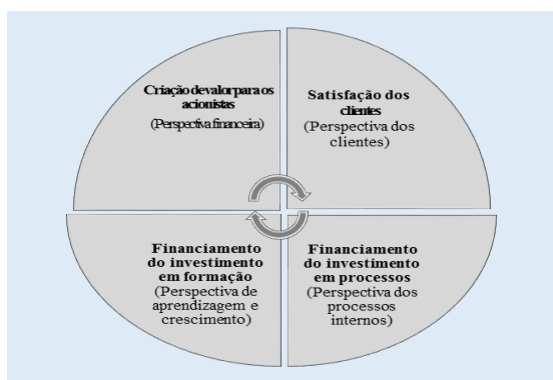 Criação de valor para os
acionistas
(Perspectiva financeira)
Satisfação dos
clientes
(Perspectiva dos
clientes)
Financiamento
do investimento
em formação
(Perspectiva de
aprendizagem e
crescimento)
Financiamento
do investimento
em processos
(Perspectiva dos
processos
internos)